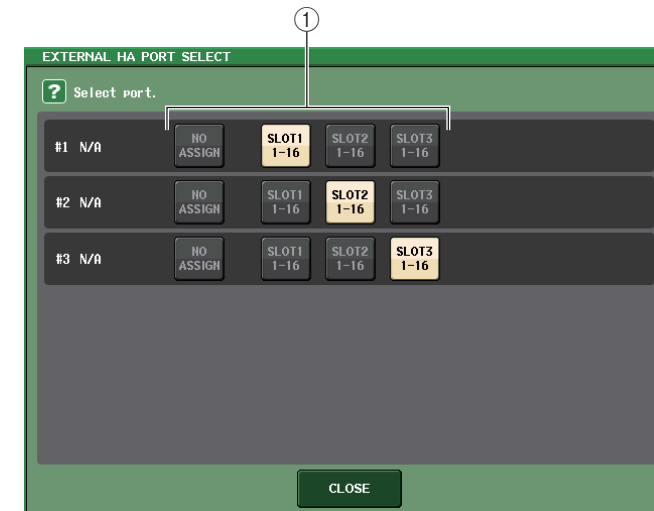 ①
EXTERNAL HA PORT SELECT
? Select port.
#1 N/A NO ASSIGN SLOT1 1-16 SLOT2 1-16 SLOT3 1-16
#2 N/A NO ASSIGN SLOT1 1-16 SLOT2 1-16 SLOT3 1-16
#3 N/A NO ASSIGN SLOT1 1-16 SLOT2 1-16 SLOT3 1-16
CLOSE